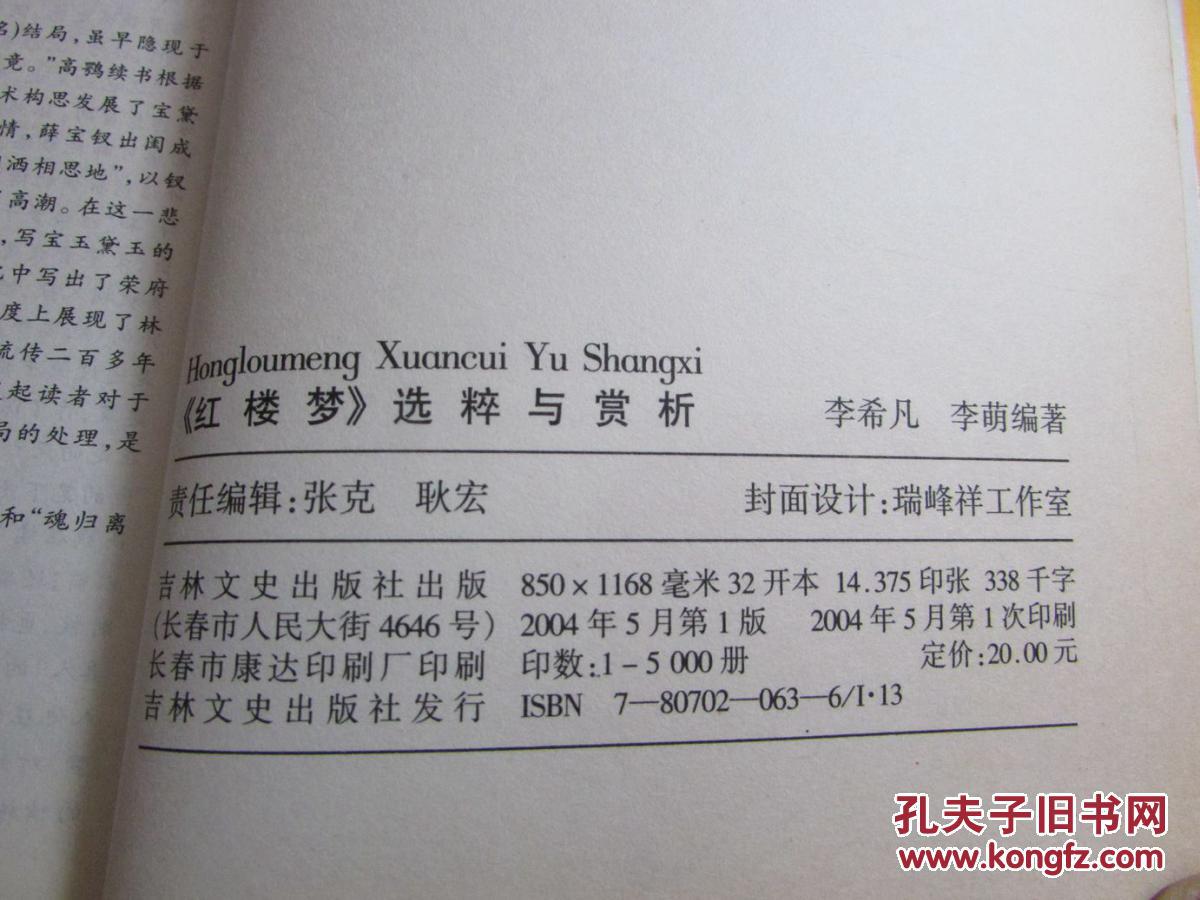 名)结局,虽早隐现于
竟。”高鹗续书根据
术构思发展了宝黛
情,薛宝钗出闺成
洒相思地”,以钗
高潮。在这一悲
,写宝玉黛玉的
中写出了荣府
度上展现了林
流传二百多年
起读者对于
局的处理,是
和“魂归离
Hongloumeng Xuancui Yu Shangxi
《红楼梦》选粹与赏析 李希凡 李萌编著
责任编辑:张克 耿宏 封面设计:瑞峰祥工作室
吉林文史出版社出版 850×1168毫米32开本 14.375印张 338千字
(长春市人民大街4646号) 2004年5月第1版 2004年5月第1次印刷
长春市康达印刷厂印刷 印数:1-5 000册 定价:20.00元
吉林文史出版社发行 ISBN 7—80702—063—6/I·13
孔夫子旧书网
www.kongfz.com